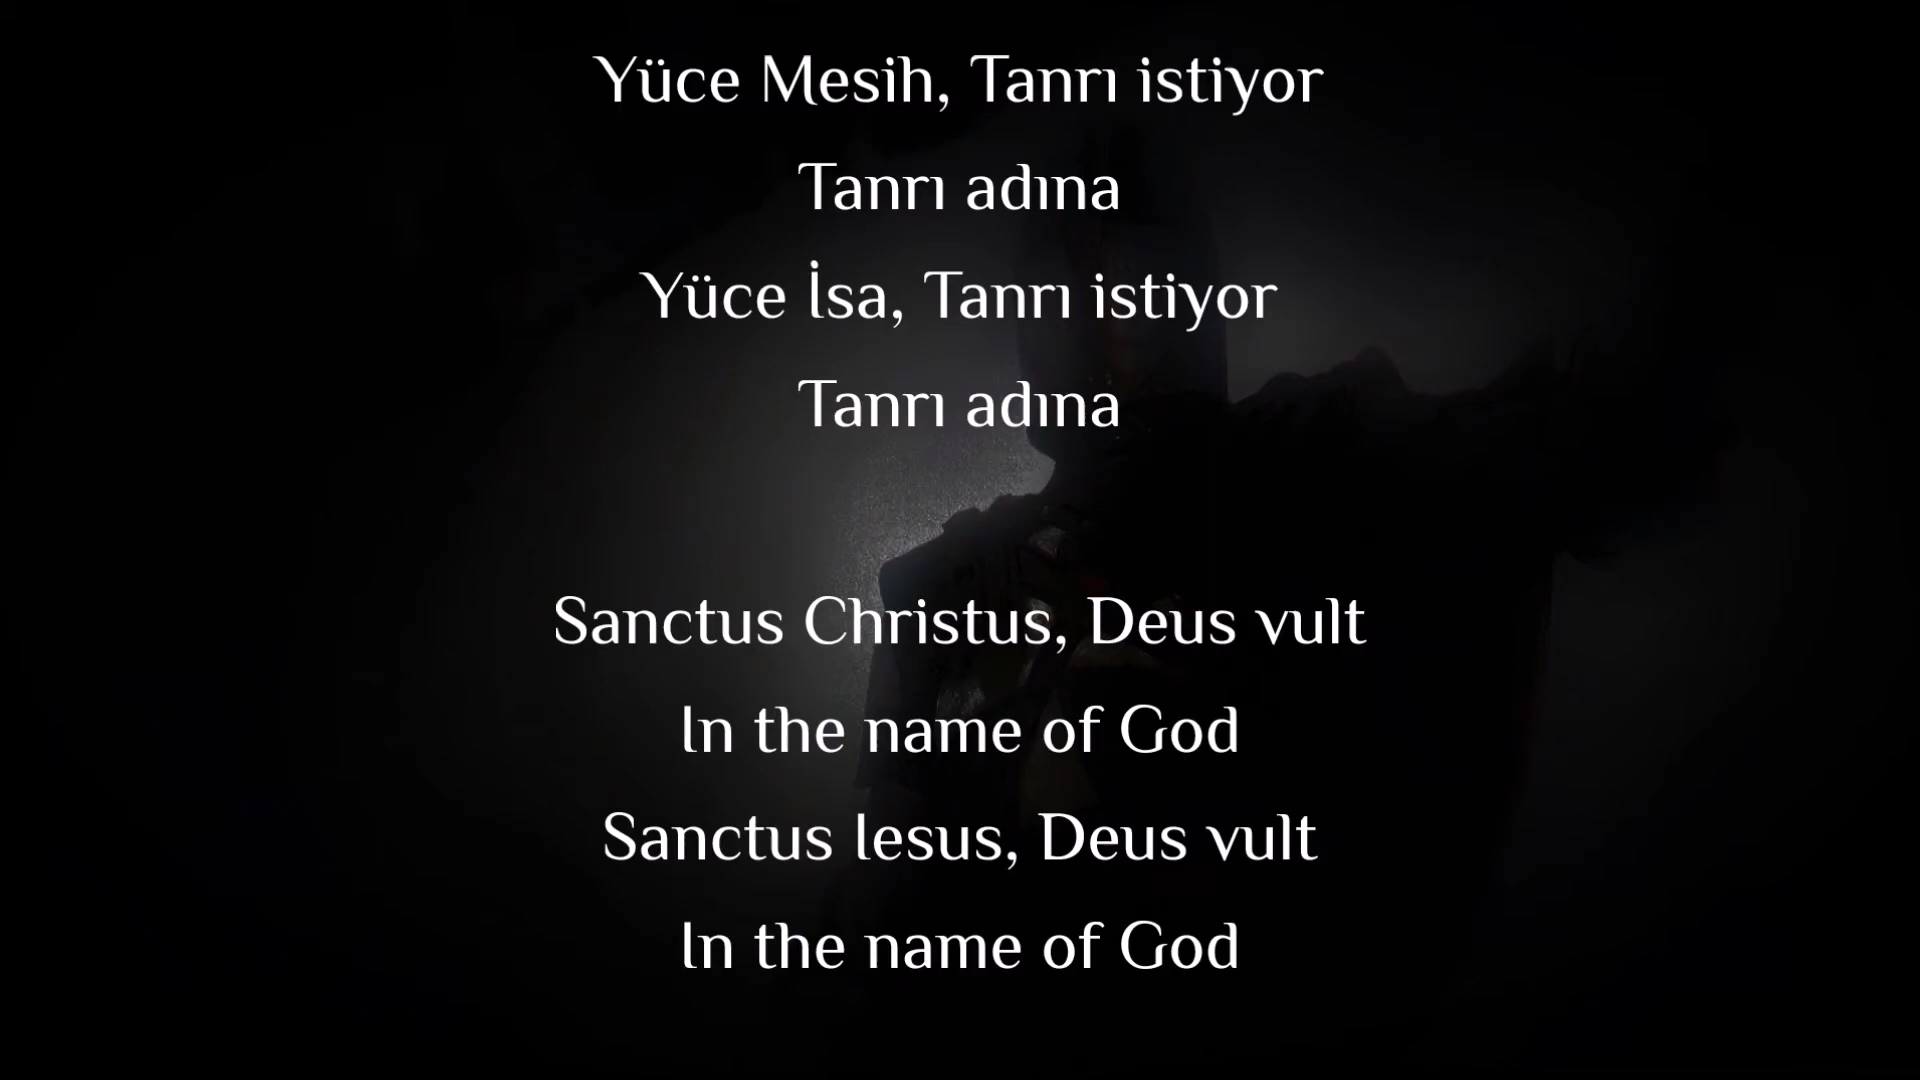 Yüce Mesih, Tanrı istiyor
Tanrı adına
Yüce İsa, Tanrı istiyor
Tanrı adına
Sanctus Christus, Deus vult
In the name of God
Sanctus Iesus, Deus vult
In the name of God